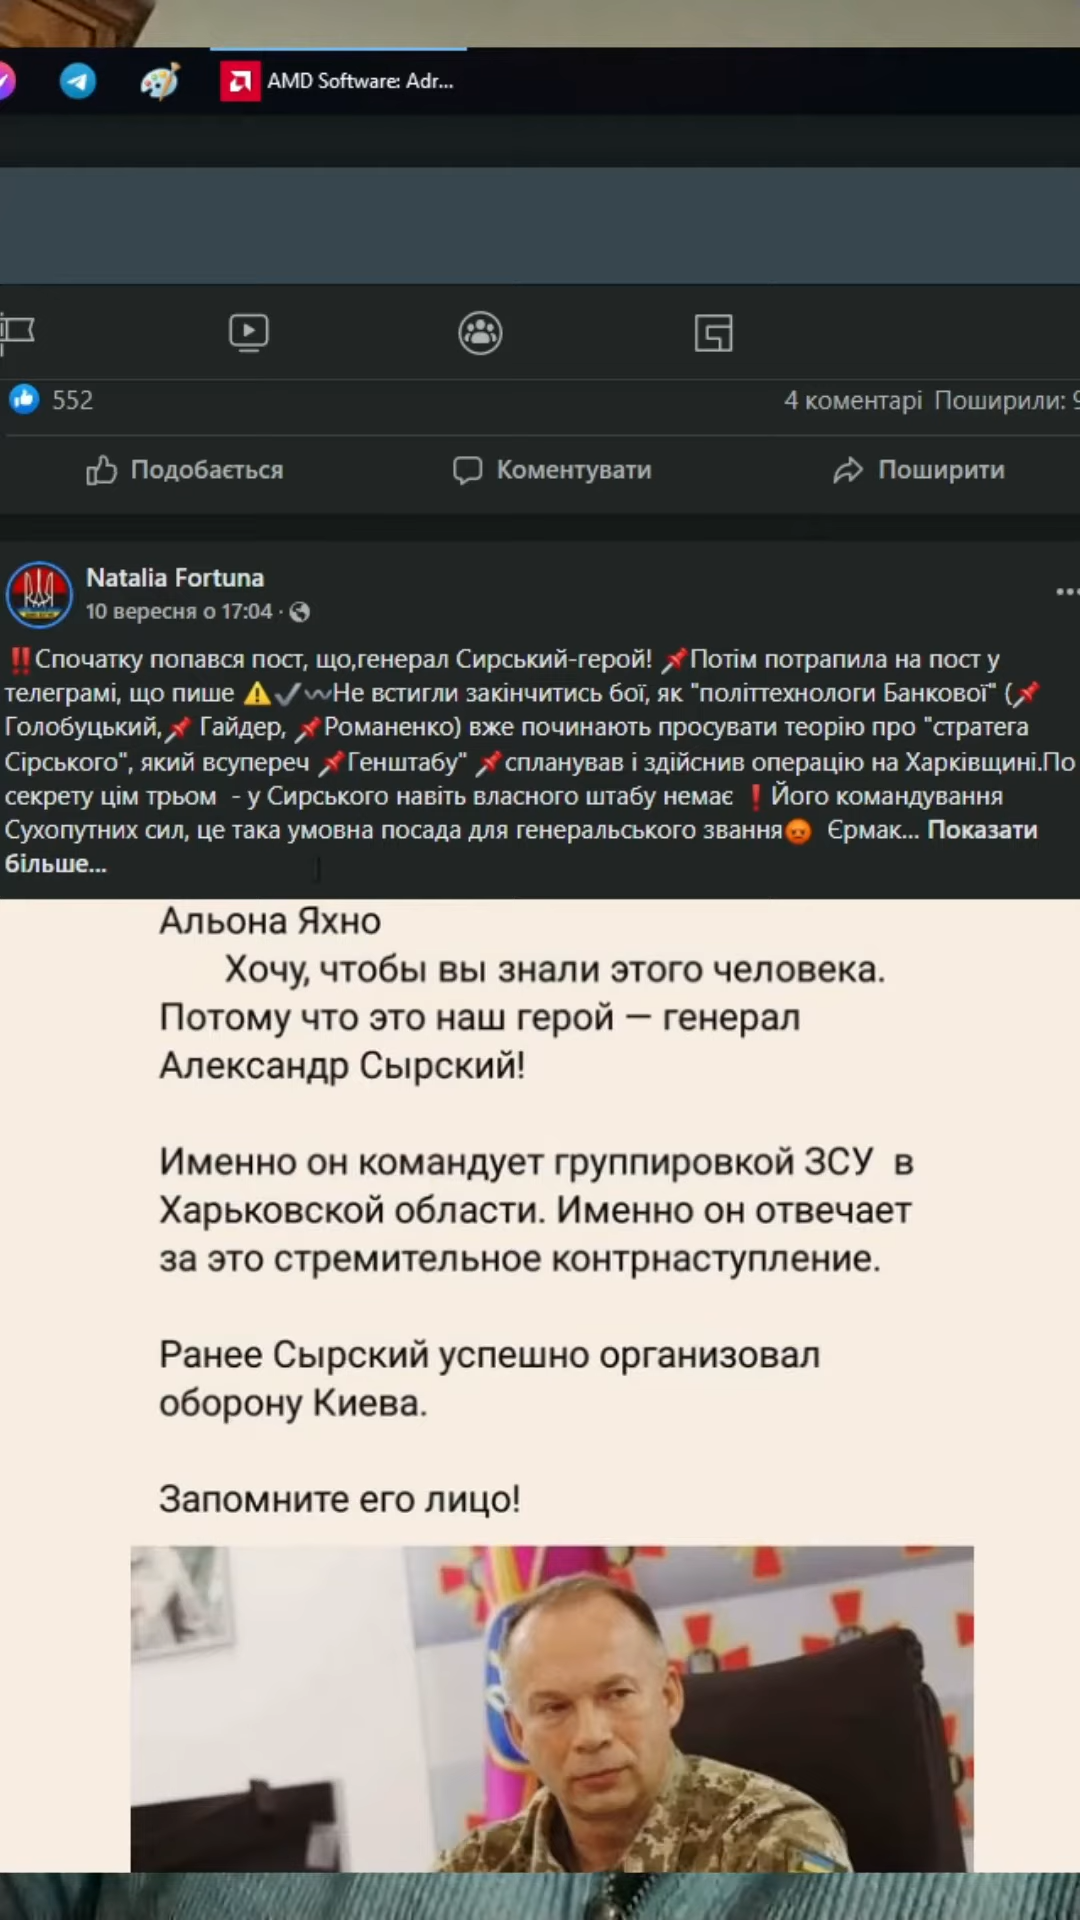 AMD Software: Adr...
552
4 коментарі Поширили:
Подобається
Коментувати
Поширити
Natalia Fortuna
10 вересня о 17:04 ·
‼️Спочатку попався пост, що,генерал Сирський-герой! 📌Потім потрапила на пост у
телеграмі, що пише ⚠️✔️〰️Не встигли закінчитись бої, як "політтехнологи Банкової" (📌
Голобуцький,📌 Гайдер, 📌Романенко) вже починають просувати теорію про "стратега
Сірського", який всупереч 📌Генштабу" 📌спланував і здійснив операцію на Харківщині.По
секрету цім трьом - у Сирського навіть власного штабу немає ❗Його командування
Сухопутних сил, це така умовна посада для генеральського звання😡 Єрмак... Показати
більше...
Альона Яхно
Хочу, чтобы вы знали этого человека.
Потому что это наш герой — генерал
Александр Сырский!
Именно он командует группировкой ЗСУ в
Харьковской области. Именно он отвечает
за это стремительное контрнаступление.
Ранее Сырский успешно организовал
оборону Киева.
Запомните его лицо!